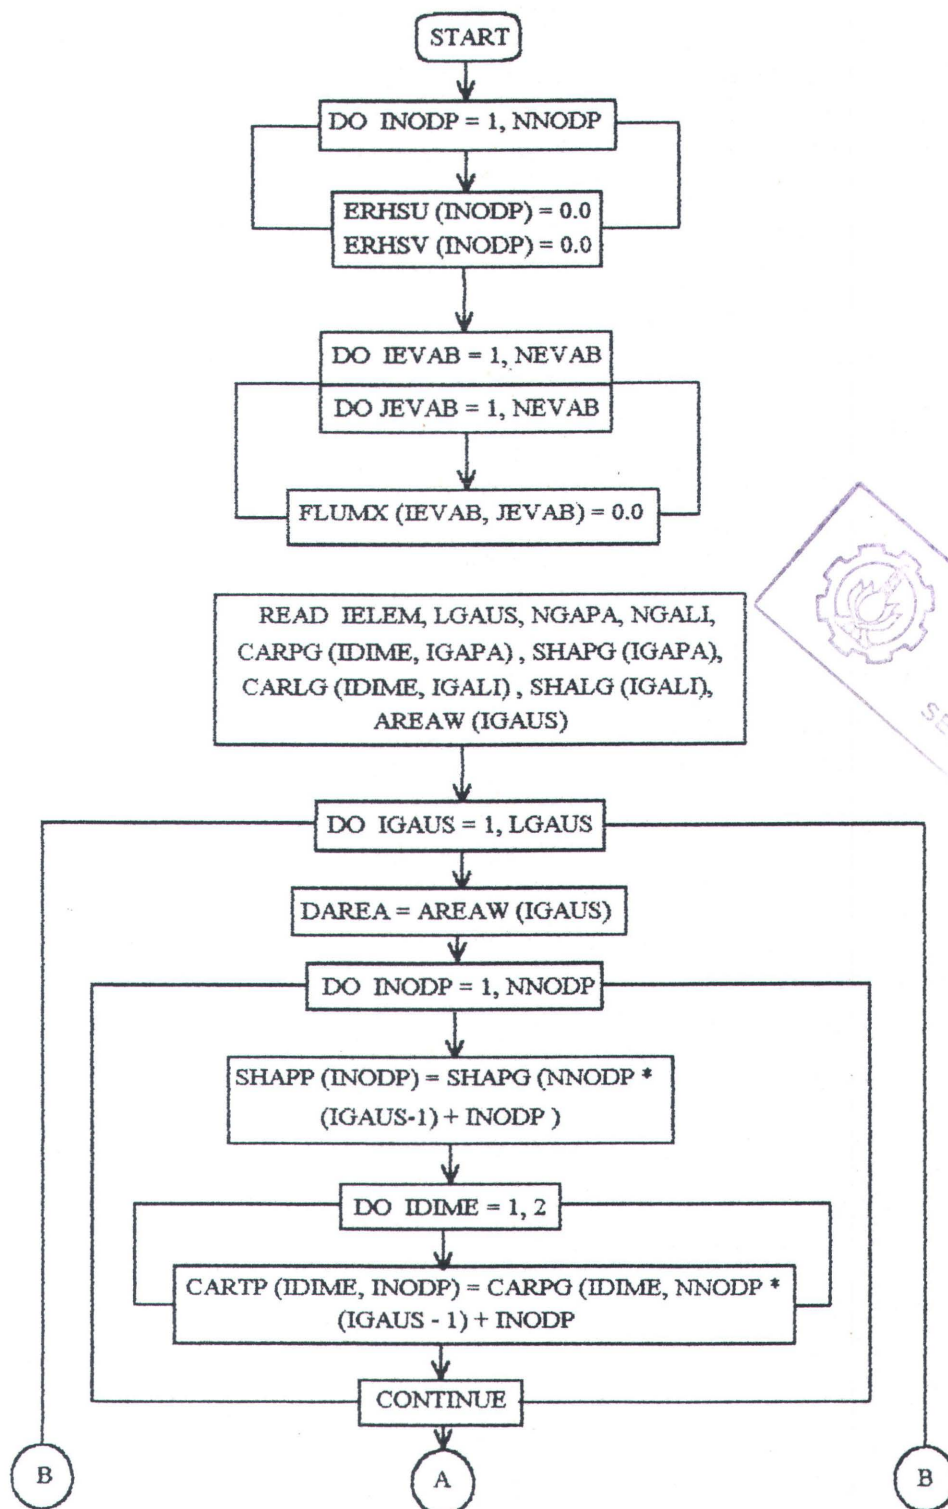 START
DO INODP = 1, NNODP
ERHSU (INODP) = 0.0
ERHSV (INODP) = 0.0
DO IEVAB = 1, NEVAB
DO JEVAB = 1, NEVAB
FLUMX (IEVAB, JEVAB) = 0.0
READ IELEM, LGAUS, NGAPA, NGALI,
CARPG (IDIME, IGAPA) , SHAPG (IGAPA),
CARLG (IDIME, IGALI) , SHALG (IGALI),
AREAW (IGAUS)
DO IGAUS = 1, LGAUS
DAREA = AREAW (IGAUS)
DO INODP = 1, NNODP
SHAPP (INODP) = SHAPG (NNODP *
(IGAUS-1) + INODP )
DO IDIME = 1, 2
CARTP (IDIME, INODP) = CARPG (IDIME, NNODP *
(IGAUS - 1) + INODP
CONTINUE
B
A
B